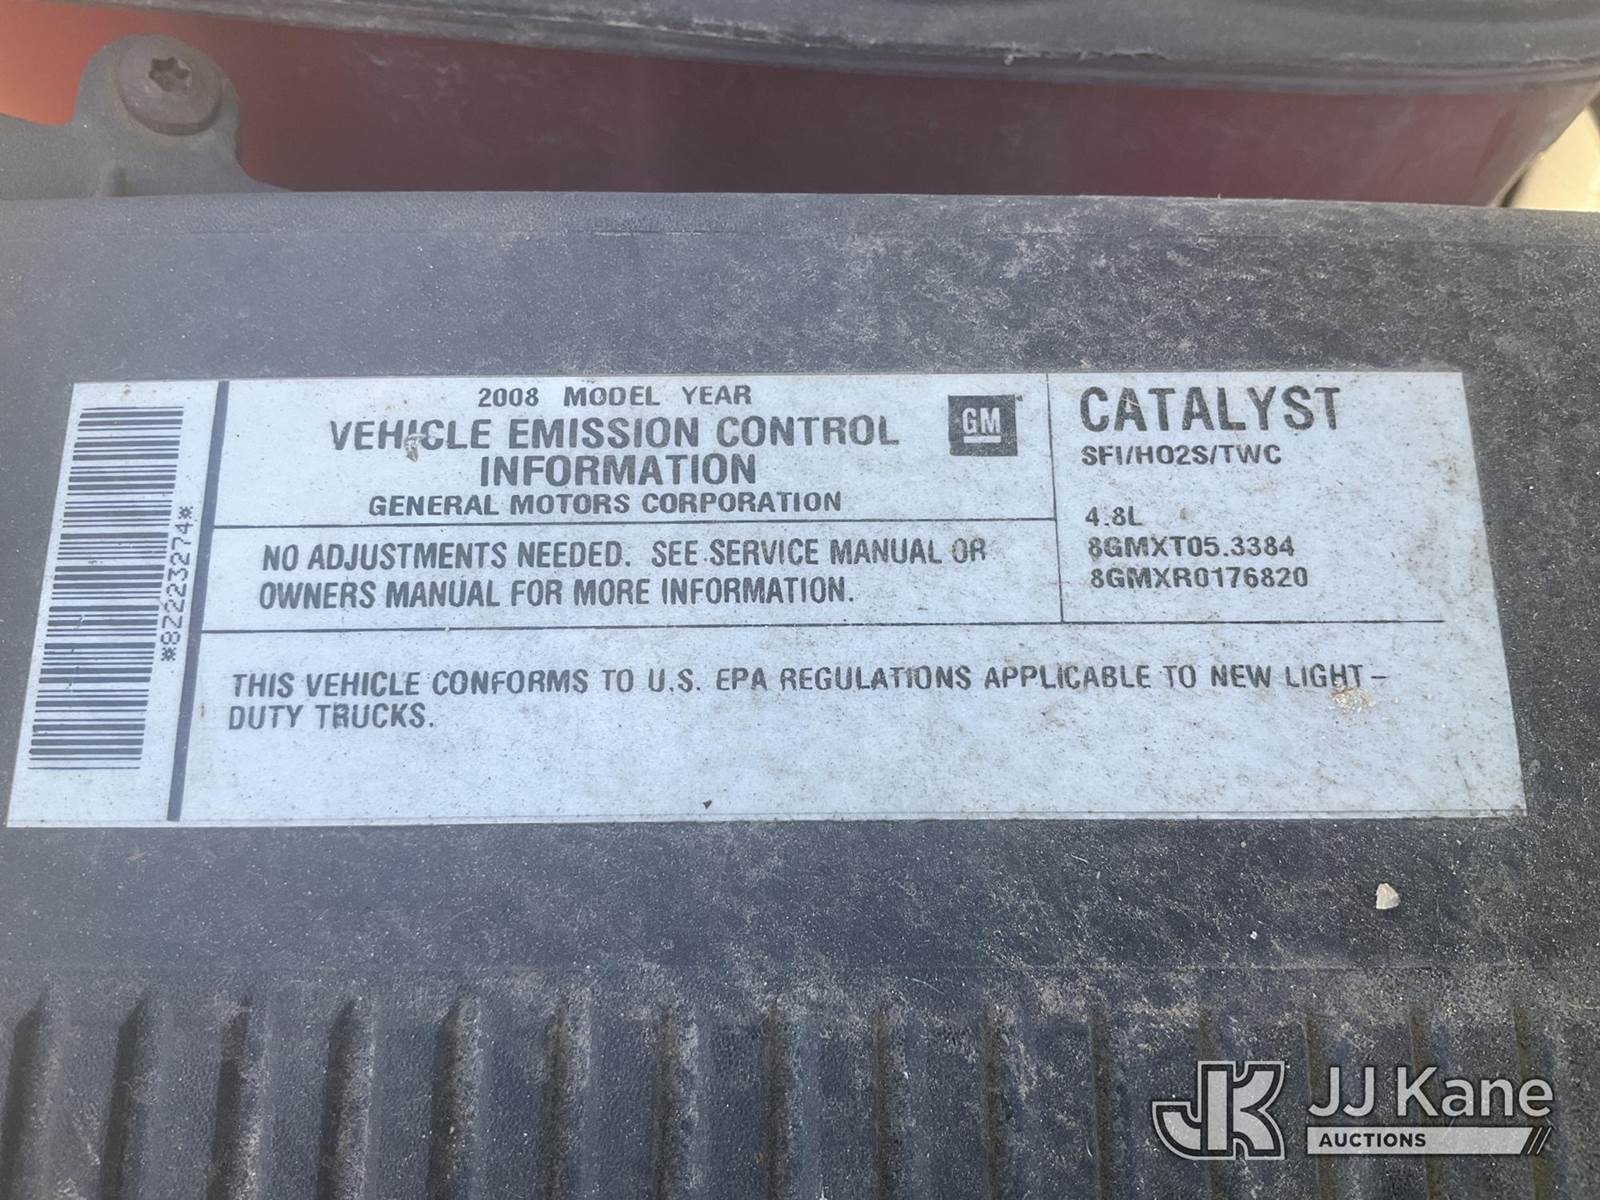 2008 MODEL YEAR
VEHICLE EMISSION CONTROL
INFORMATION
GENERAL MOTORS CORPORATION
GM
NO ADJUSTMENTS NEEDED. SEE SERVICE MANUAL OR
OWNERS MANUAL FOR MORE INFORMATION.
CATALYST
SFI/HO2S/TWC
4.8L
8GMXT05.3384
8GMXR0176820
THIS VEHICLE CONFORMS TO U.S. EPA REGULATIONS APPLICABLE TO NEW LIGHT-
DUTY TRUCKS.
*87223274*
JK
JJ Kane
AUCTIONS